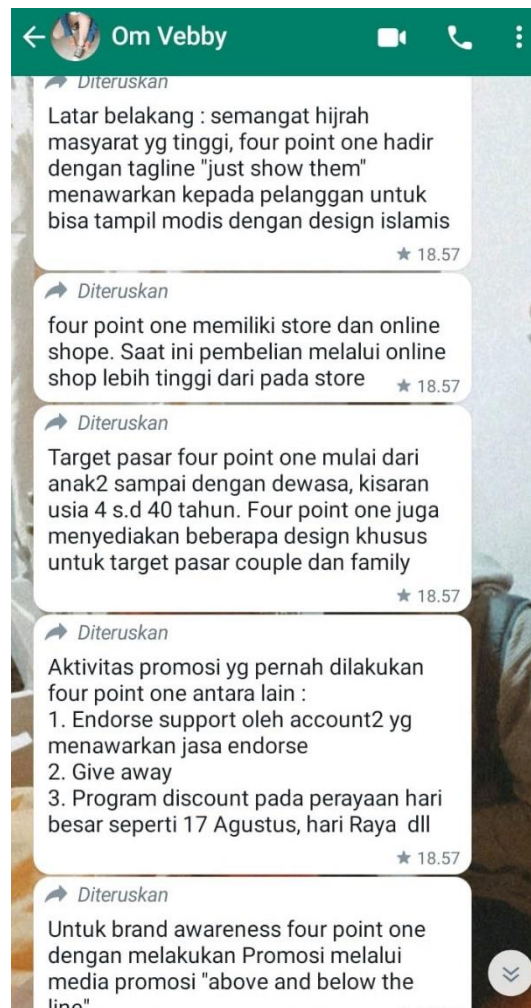 Om Vebby
Diteruskan
Latar belakang : semangat hijrah
masyarat yg tinggi, four point one hadir
dengan tagline "just show them"
menawarkan kepada pelanggan untuk
bisa tampil modis dengan design islamis
18.57
Diteruskan
four point one memiliki store dan online
shope. Saat ini pembelian melalui online
shop lebih tinggi dari pada store 18.57
Diteruskan
Target pasar four point one mulai dari
anak2 sampai dengan dewasa, kisaran
usia 4 s.d 40 tahun. Four point one juga
menyediakan beberapa design khusus
untuk target pasar couple dan family
18.57
Diteruskan
Aktivitas promosi yg pernah dilakukan
four point one antara lain :
1. Endorse support oleh account2 yg
menawarkan jasa endorse
2. Give away
3. Program discount pada perayaan hari
besar seperti 17 Agustus, hari Raya dll
18.57
Diteruskan
Untuk brand awareness four point one
dengan melakukan Promosi melalui
media promosi "above and below the
line"